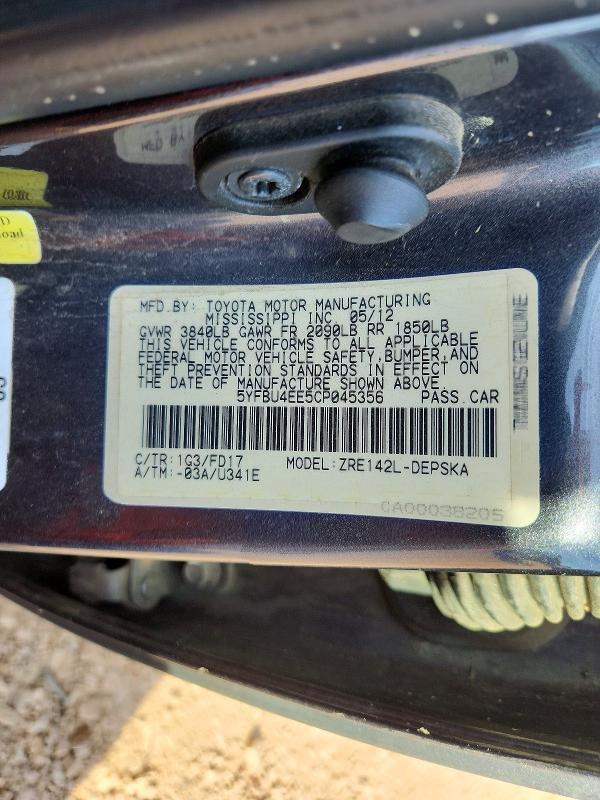 D
oad
MFD.BY: TOYOTA MOTOR MANUFACTURING
MISSISSIPPI INC 05/12
GVWR 3840LB GAWR FR 2090LB RR 1850LB
THIS VEHICLE CONFORMS TO ALL APPLICABLE
FEDERAL MOTOR VEHICLE SAFETY,BUMPER,AND
THEFT PREVENTION STANDARDS IN EFFECT ON
THE DATE OF MANUFACTURE SHOWN ABOVE.
5YFBU4EE5CP045356 PASS.CAR
C/TR:1G3/FD17 MODEL:ZRE142L-DEPSKA
A/TM:-03A/U341E
CA00038205